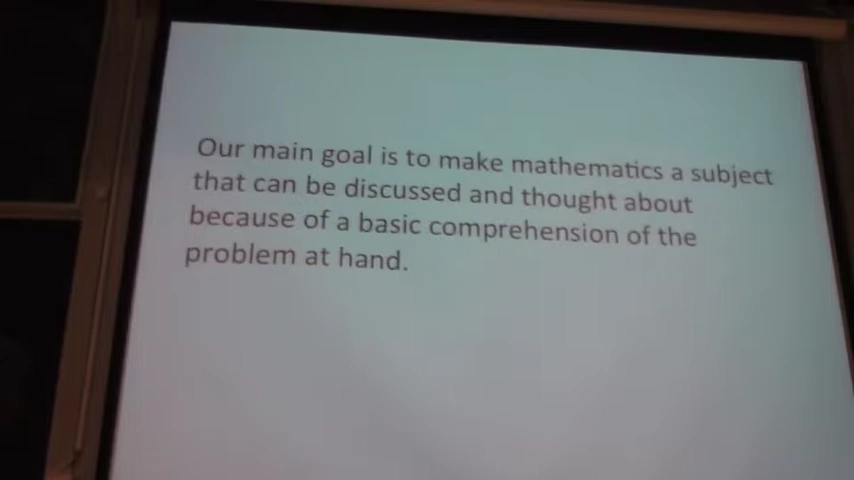 Our main goal is to make mathematics a subject
that can be discussed and thought about
because of a basic comprehension of the
problem at hand.